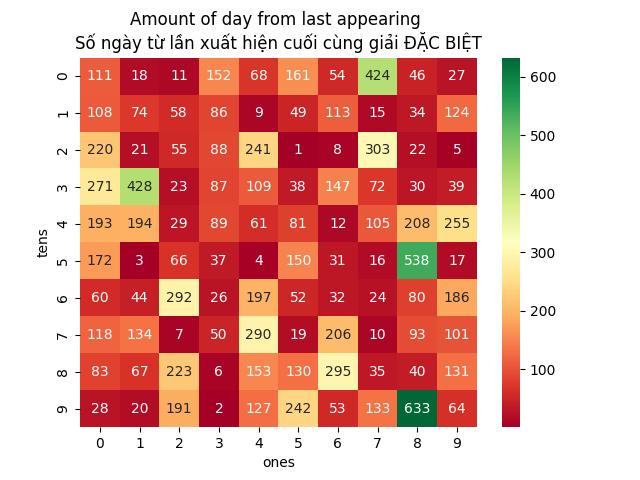 Amount of day from last appearing
Số ngày từ lần xuất hiện cuối cùng giải ĐẶC BIỆT
0 111 18 11 152 68 161 54 424 46 27
1 108 74 58 86 9 49 113 15 34 124
2 220 21 55 88 241 1 8 303 22 5
3 271 428 23 87 109 38 147 72 30 39
4 193 194 29 89 61 81 12 105 208 255
5 172 3 66 37 4 150 31 16 538 17
6 60 44 292 26 197 52 32 24 80 186
7 118 134 7 50 290 19 206 10 93 101
8 83 67 223 6 153 130 295 35 40 131
9 28 20 191 2 127 242 53 133 633 64
0 1 2 3 4 5 6 7 8 9
ones
tens
600
500
400
300
200
100